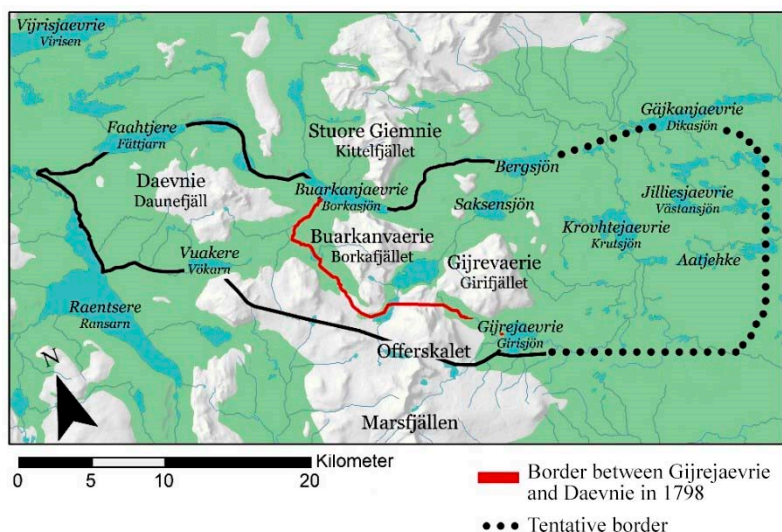 Vijrisjaevrie
Virisen
Gäjkanjaevrie
Dikasjön
Faahtjere
Fättjarn
Stuore Giemnie
Kittelfjället
Bergsjön
Daevnie
Daunefjäll
Buarkanjaevrie
Borkasjön
Jilliesjaevrie
Västansjön
Saksensjön
Krovhtejaevrie
Krutsjön
Buarkanvaerie
Borkafjället
Vuakere
Vökarn
Gijrevaerie
Girifjället
Aatjehke
Raentsere
Ransarn
Gijrejaevrie
Girisjön
Offerskalet
N
Marsfjällen
Kilometer
0 5 10 20
Border between Gijrejaevrie
and Daevnie in 1798
Tentative border